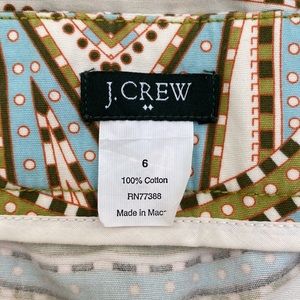 J.CREW
6
100% Cotton
RN77388
Made in Mac